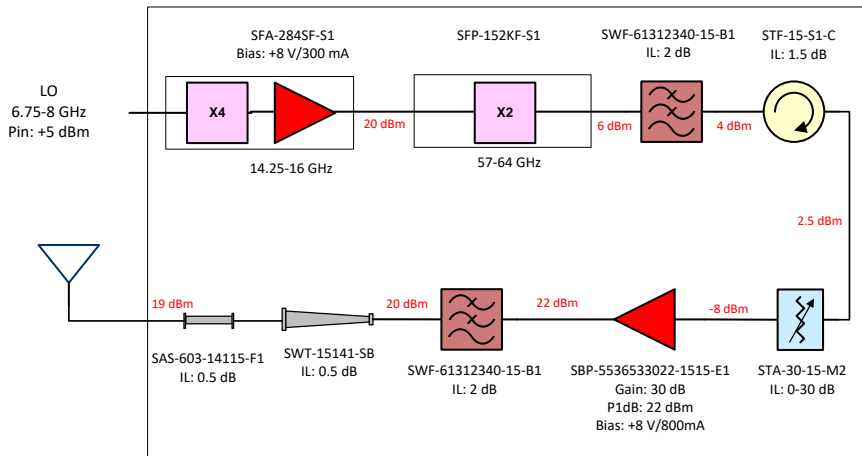 SFA-284SF-S1
Bias: +8 V/300 mA
SFP-152KF-S1
SWF-61312340-15-B1
IL: 2 dB
STF-15-S1-C
IL: 1.5 dB
LO
6.75-8 GHz
Pin: +5 dBm
X4
20 dBm
X2
6 dBm
4 dBm
14.25-16 GHz
57-64 GHz
2.5 dBm
19 dBm
20 dBm
22 dBm
-8 dBm
SAS-603-14115-F1
IL: 0.5 dB
SWT-15141-SB
IL: 0.5 dB
SWF-61312340-15-B1
IL: 2 dB
SBP-5536533022-1515-E1
Gain: 30 dB
P1dB: 22 dBm
Bias: +8 V/800mA
STA-30-15-M2
IL: 0-30 dB